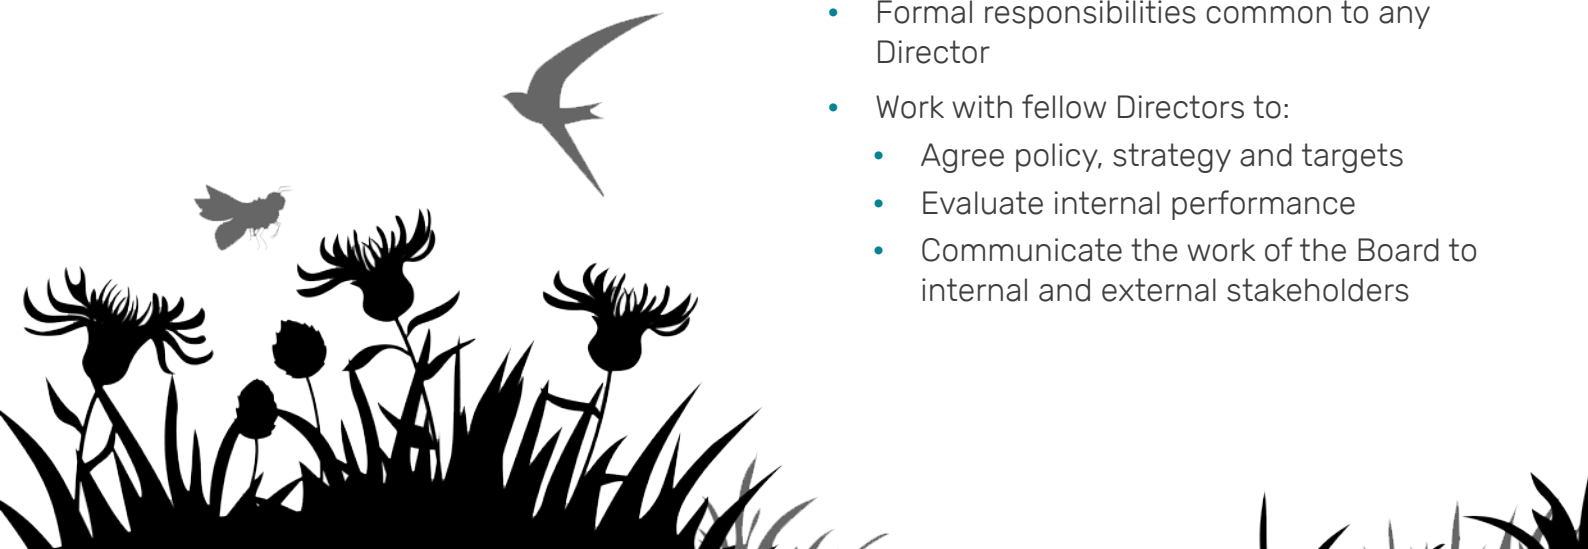 • Formal responsibilities common to any
Director
• Work with fellow Directors to:
• Agree policy, strategy and targets
• Evaluate internal performance
• Communicate the work of the Board to
internal and external stakeholders